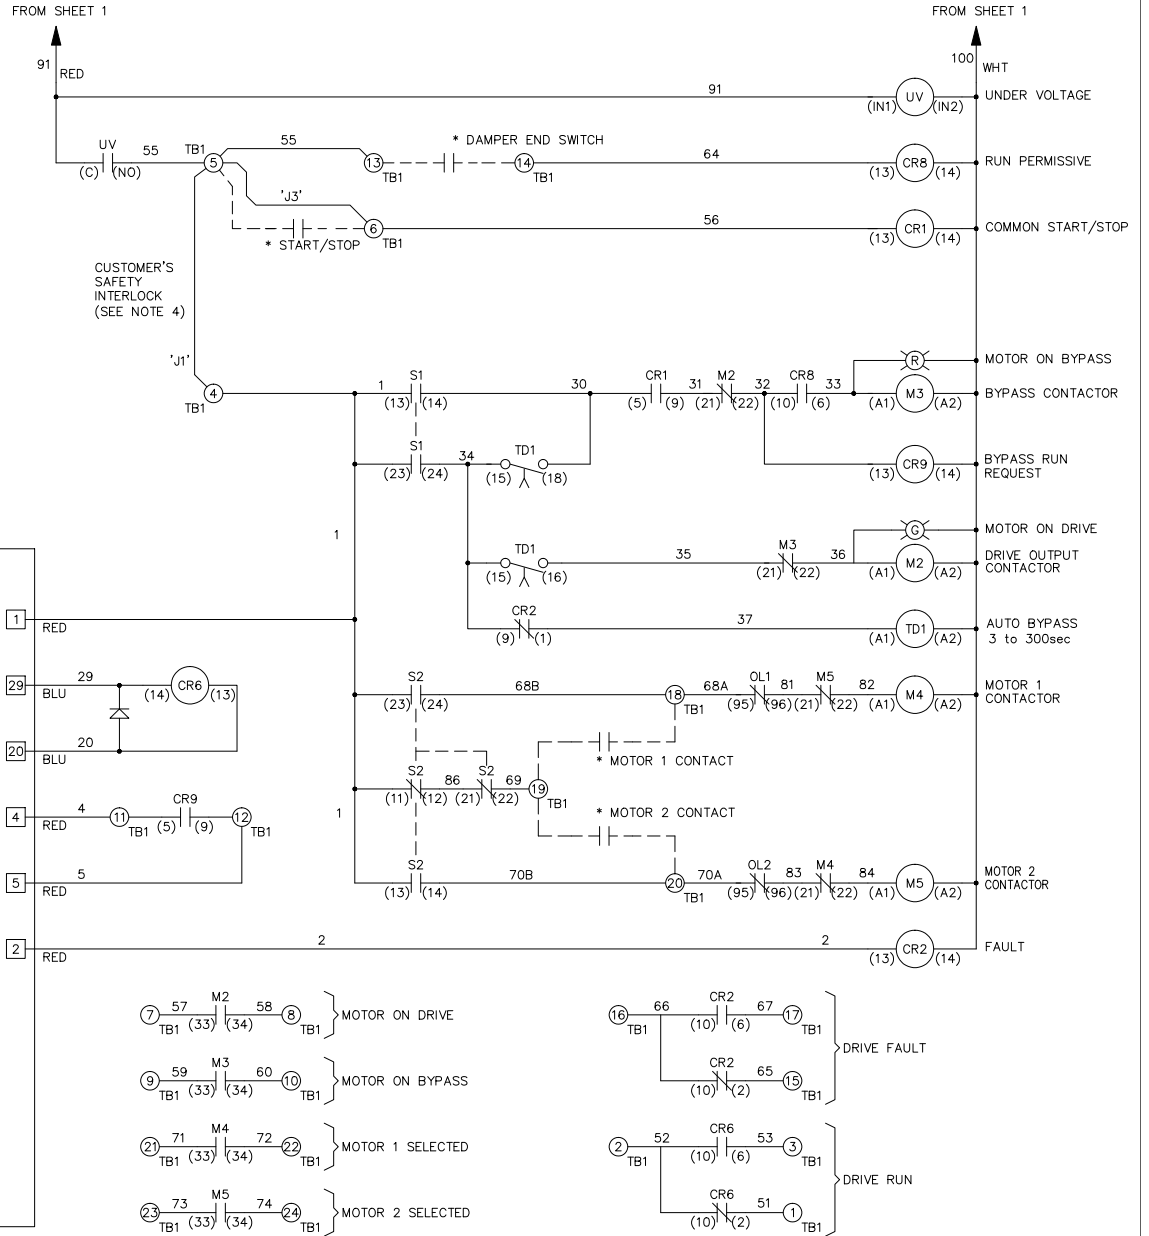 FROM SHEET 1
FROM SHEET 1
91
RED
100
WHT
91
(IN1) UV (IN2) UNDER VOLTAGE
UV
(C) (NO)
55
TB1 5
55
13 TB1
* DAMPER END SWITCH
14 TB1
64
(13) CR8 (14) RUN PERMISSIVE
'J3'
* START/STOP
6 TB1
56
(13) CR1 (14) COMMON START/STOP
CUSTOMER'S
SAFETY
INTERLOCK
(SEE NOTE 4)
'J1'
TB1 4
R MOTOR ON BYPASS
1
S1
(13) (14)
30
CR1
(5) (9)
31
M2
(21) (22)
32
CR8
(10) (6)
33
(A1) M3 (A2) BYPASS CONTACTOR
S1
(23) (24)
34
TD1
(15) (18)
(13) CR9 (14) BYPASS RUN
REQUEST
1
G MOTOR ON DRIVE
TD1
(15) (16)
35
M3
(21) (22)
36
(A1) M2 (A2) DRIVE OUTPUT
CONTACTOR
1 RED
CR2
(9) (1)
37
(A1) TD1 (A2) AUTO BYPASS
3 to 300sec
29 BLU
29
(14) CR6 (13)
S2
(23) (24)
68B
18 TB1
68A
OL1
(95) (96)
81
M5
(21) (22)
82
(A1) M4 (A2) MOTOR 1
CONTACTOR
20 BLU
20
* MOTOR 1 CONTACT
S2
(11) (12)
86
S2
(21) (22)
69
19 TB1
* MOTOR 2 CONTACT
4 RED
4
11 TB1
CR9
(5) (9)
12 TB1
1
5 RED
5
S2
(13) (14)
70B
20 TB1
70A
OL2
(95) (96)
83
M4
(21) (22)
84
(A1) M5 (A2) MOTOR 2
CONTACTOR
2 RED
2
2
(13) CR2 (14) FAULT
7 TB1 57 M2 (33) (34) 58 8 TB1 MOTOR ON DRIVE
9 TB1 59 M3 (33) (34) 60 10 TB1 MOTOR ON BYPASS
21 TB1 71 M4 (33) (34) 72 22 TB1 MOTOR 1 SELECTED
23 TB1 73 M5 (33) (34) 74 24 TB1 MOTOR 2 SELECTED
16 TB1 66 CR2 (10) (6) 67 17 TB1
DRIVE FAULT
CR2 (10) (2) 65 15 TB1
2 TB1 52 CR6 (10) (6) 53 3 TB1
DRIVE RUN
CR6 (10) (2) 51 1 TB1